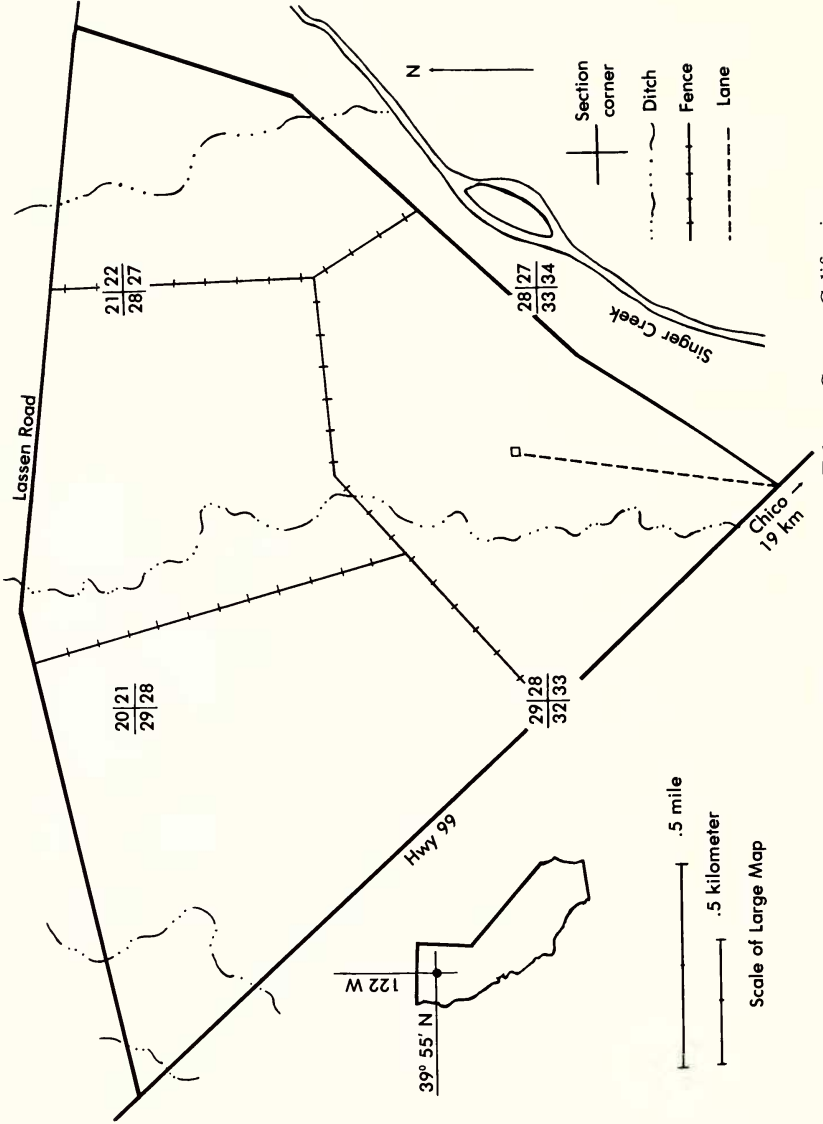 Lassen Road
N
21 | 22
28 | 27
20 | 21
29 | 28
28 | 27
33 | 34
29 | 28
32 | 33
Section
corner
Ditch
Fence
Lane
Singer Creek
Hwy 99
Chico →
19 km
122 W
39° 55' N
.5 mile
.5 kilometer
Scale of Large Map